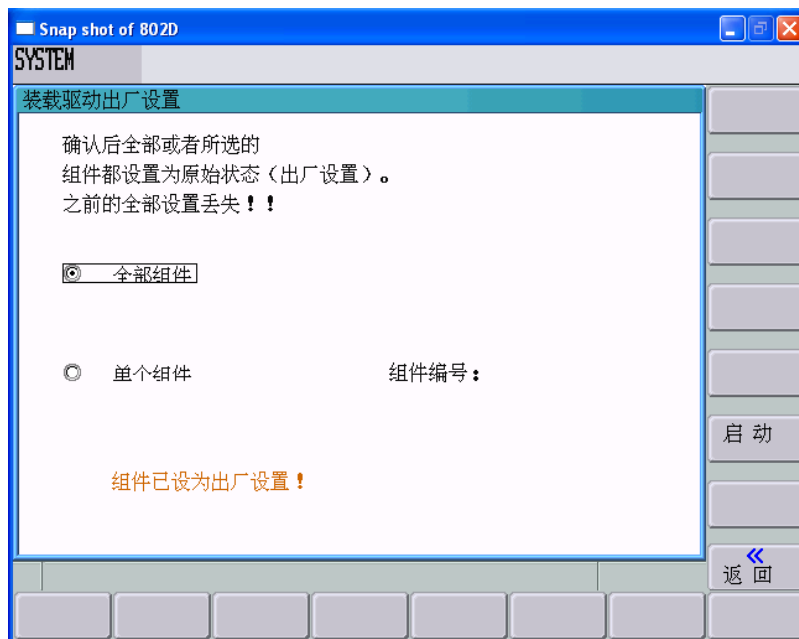 Snap shot of 802D
SYSTEM
装载驱动出厂设置
确认后全部或者所选的
组件都设置为原始状态（出厂设置）。
之前的全部设置丢失！！
全部组件
单个组件 组件编号：
启动
组件已设为出厂设置！
返回